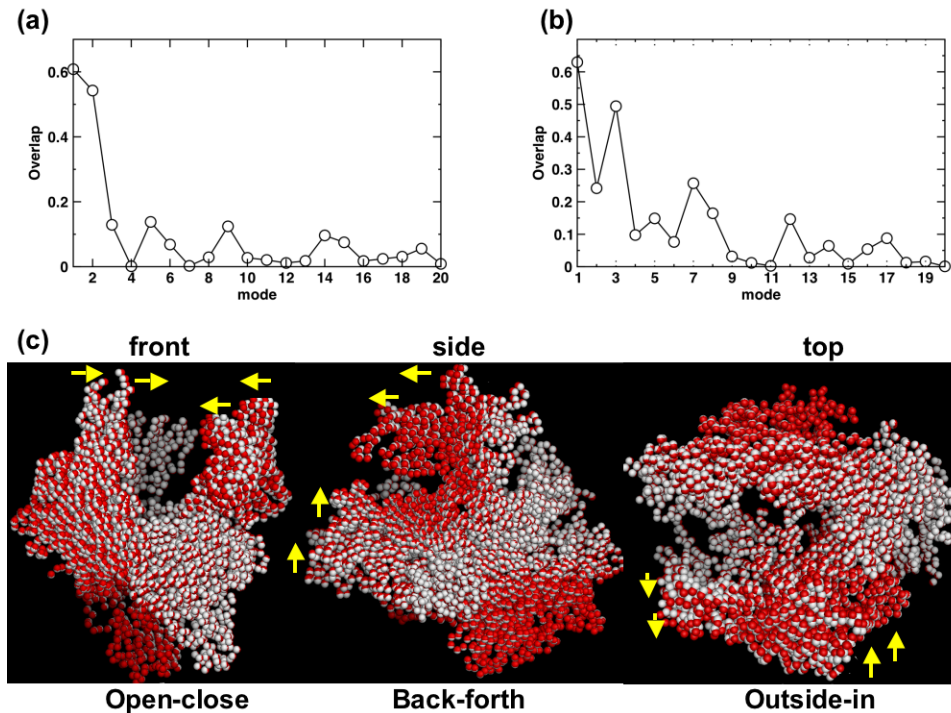 (a)
(b)
0.6
0.4
0.2
0
Overlap
2 4 6 8 10 12 14 16 18 20
mode
0.6
0.5
0.4
0.3
0.2
0.1
0
Overlap
1 3 5 7 9 11 13 15 17 19
mode
(c)
front side top
Open-close Back-forth Outside-in